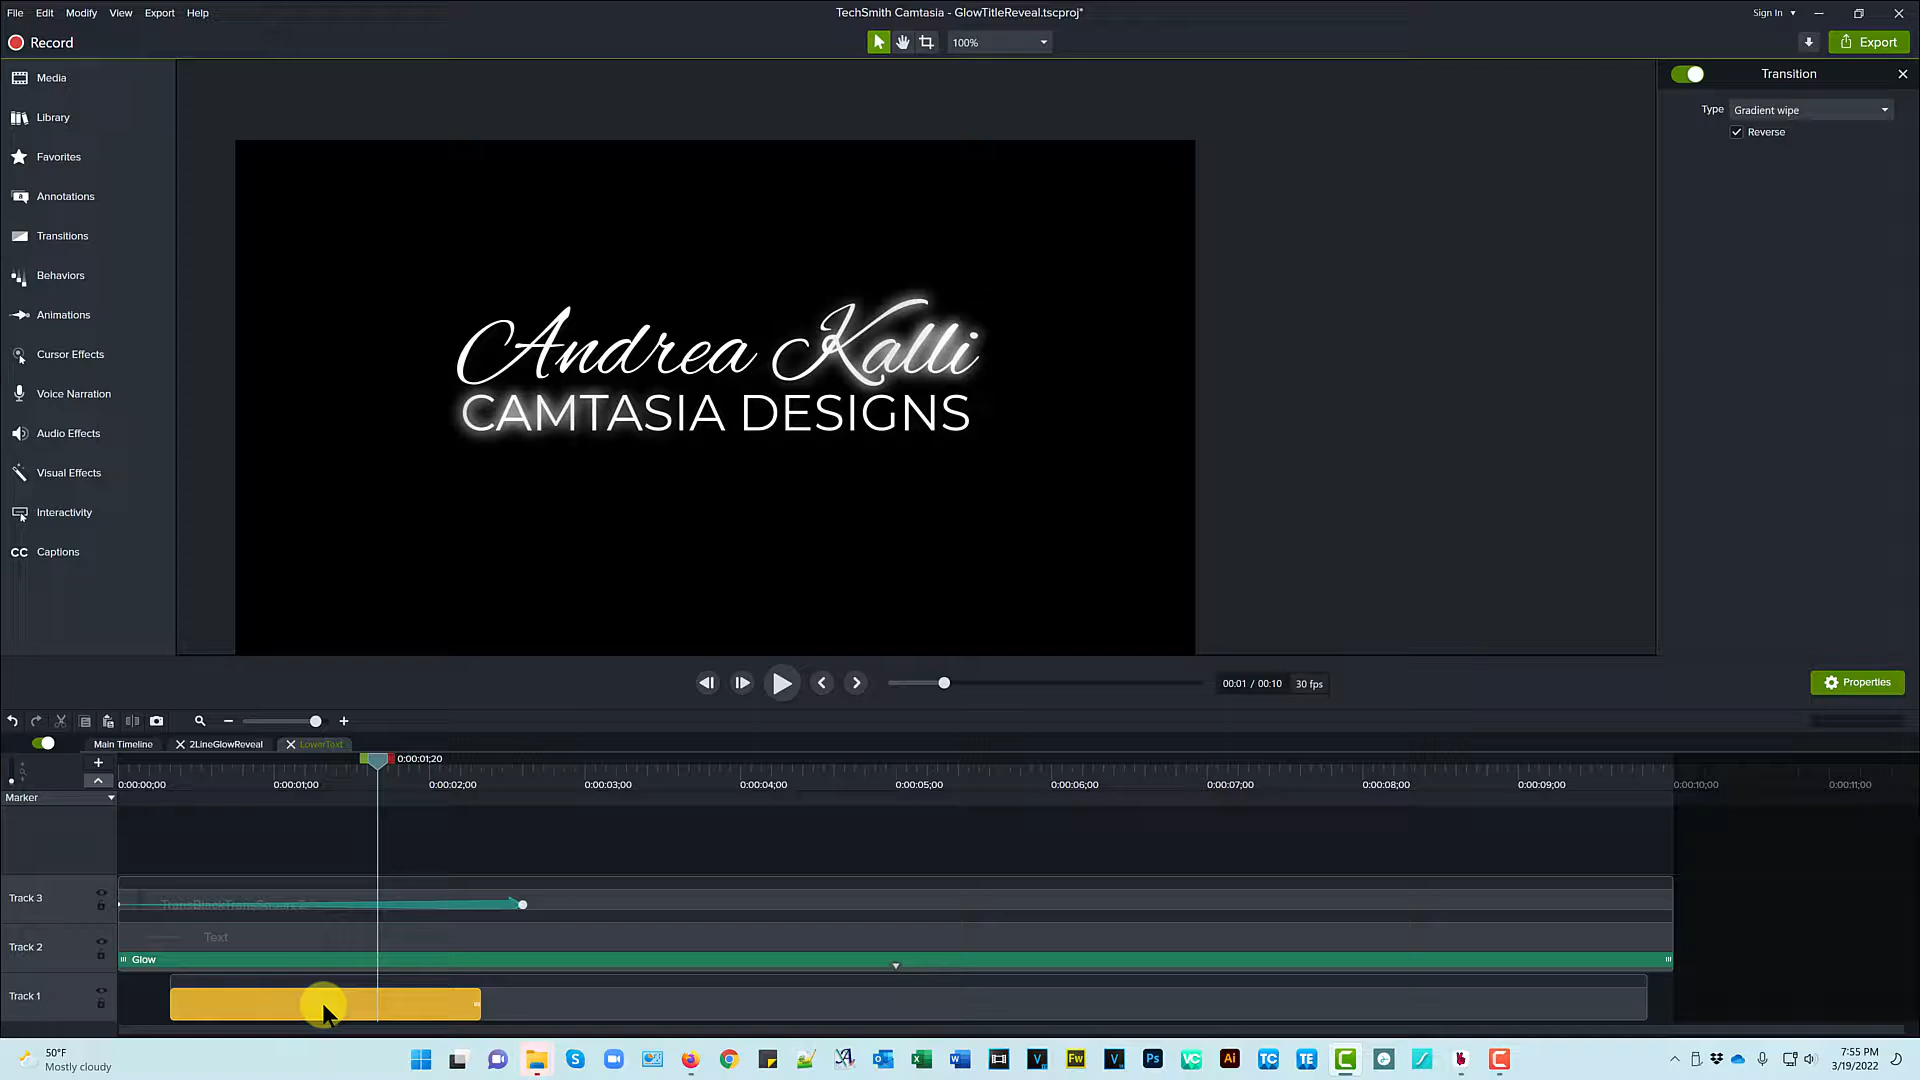 File Edit Modify View Export Help
TechSmith Camtasia - GlowTitleReveal.tscproj*
Sign In
Record
100%
Export
Media
Library
Favorites
Annotations
Transitions
Behaviors
Animations
Cursor Effects
Voice Narration
Audio Effects
Visual Effects
Interactivity
CC Captions
Andrea Kalli
CAMTASIA DESIGNS
Transition
Type Gradient wipe
Reverse
00:01 / 00:10 30 fps
Properties
Main Timeline 2LineGlowReveal LowerText
0:00:01;20
0:00:00;00 0:00:01;00 0:00:02;00 0:00:03;00 0:00:04;00 0:00:05;00 0:00:06;00 0:00:07;00 0:00:08;00 0:00:09;00 0:00:10;00 0:00:11;00
Marker
Track 3
Track 2 Text
Glow
Track 1
50°F
Mostly cloudy
Fw V Ps VC Ai TC TE
7:55 PM
3/19/2022